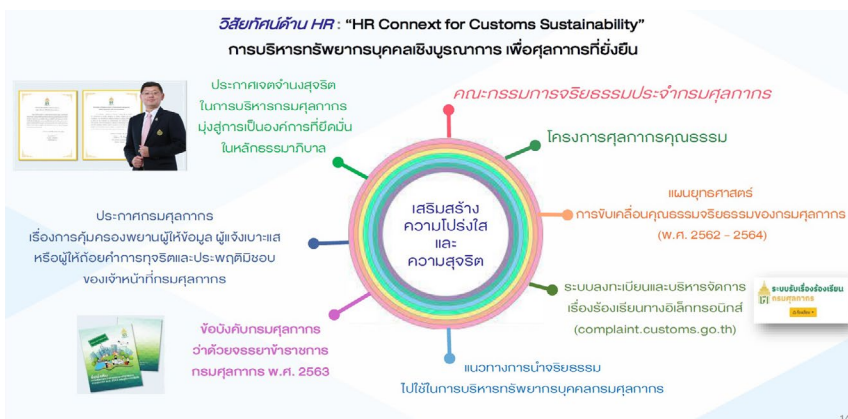 วิสัยทัศน์ด้าน HR : “HR Connext for Customs Sustainability”
การบริหารทรัพยากรบุคคลเชิงบูรณาการ เพื่อศุลกากรที่ยั่งยืน
ประกาศเจตจำนงสุจริต
ในการบริหารกรมศุลกากร
มุ่งสู่การเป็นองค์การที่ยึดมั่น
ในหลักธรรมาภิบาล
คณะกรรมการจริยธรรมประจำกรมศุลกากร
โครงการศุลกากรคุณธรรม
แผนยุทธศาสตร์
การขับเคลื่อนคุณธรรมจริยธรรมของกรมศุลกากร
(พ.ศ. 2562 - 2564)
เสริมสร้าง
ความโปร่งใส
และ
ความสุจริต
ประกาศกรมศุลกากร
เรื่องการคุ้มครองพยานผู้ให้ข้อมูล ผู้แจ้งเบาะแส
หรือผู้ให้ถ้อยคำการทุจริตและประพฤติมิชอบ
ของเจ้าหน้าที่กรมศุลกากร
ระบบลงทะเบียนและบริหารจัดการ
เรื่องร้องเรียนทางอิเล็กทรอนิกส์
(complaint.customs.go.th)
ระบบรับเรื่องร้องเรียน
กรมศุลกากร
ข้อบังคับกรมศุลกากร
ว่าด้วยจรรยาข้าราชการ
กรมศุลกากร พ.ศ. 2563
แนวทางการนำจริยธรรม
ไปใช้ในการบริหารทรัพยากรบุคคลกรมศุลกากร